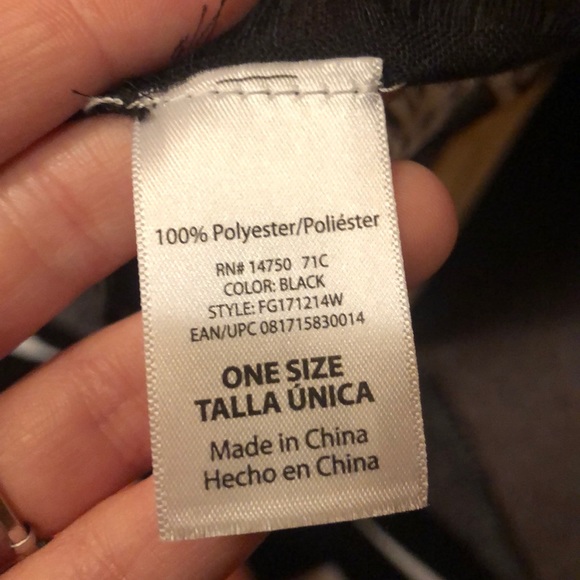 100% Polyester/Poliéster
RN# 14750 71C
COLOR: BLACK
STYLE: FG171214W
EAN/UPC 081715830014
ONE SIZE
TALLA ÚNICA
Made in China
Hecho en China